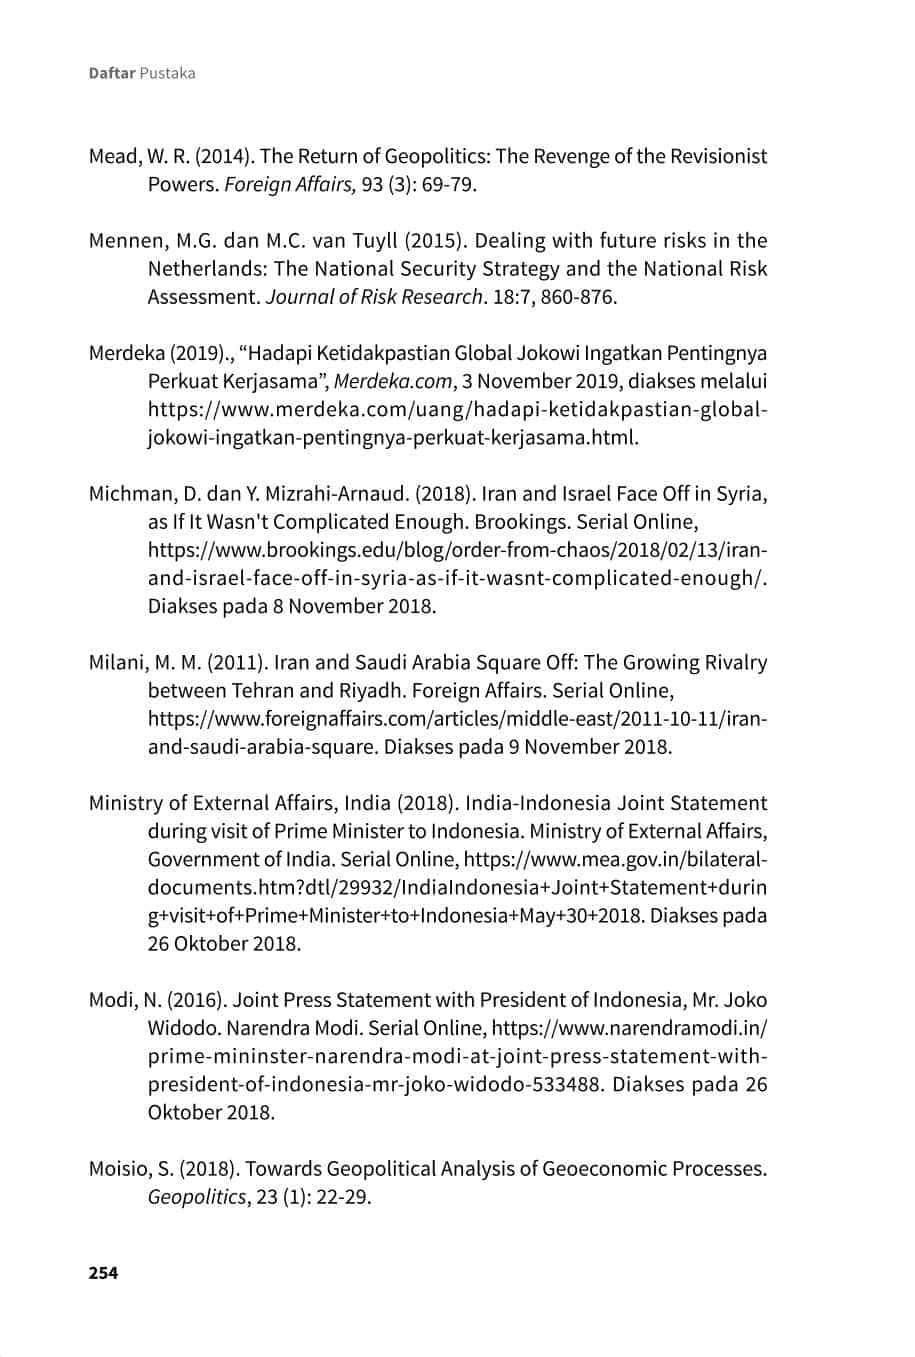 Daftar Pustaka
Mead, W. R. (2014). The Return of Geopolitics: The Revenge of the Revisionist
Powers. Foreign Affairs, 93 (3): 69-79.
Mennen, M.G. dan M.C. van Tuyll (2015). Dealing with future risks in the
Netherlands: The National Security Strategy and the National Risk
Assessment. Journal of Risk Research. 18:7, 860-876.
Merdeka (2019)., “Hadapi Ketidakpastian Global Jokowi Ingatkan Pentingnya
Perkuat Kerjasama”, Merdeka.com, 3 November 2019, diakses melalui
https://www.merdeka.com/uang/hadapi-ketidakpastian-global-
jokowi-ingatkan-pentingnya-perkuat-kerjasama.html.
Michman, D. dan Y. Mizrahi-Arnaud. (2018). Iran and Israel Face Off in Syria,
as If It Wasn't Complicated Enough. Brookings. Serial Online,
https://www.brookings.edu/blog/order-from-chaos/2018/02/13/iran-
and-israel-face-off-in-syria-as-if-it-wasnt-complicated-enough/.
Diakses pada 8 November 2018.
Milani, M. M. (2011). Iran and Saudi Arabia Square Off: The Growing Rivalry
between Tehran and Riyadh. Foreign Affairs. Serial Online,
https://www.foreignaffairs.com/articles/middle-east/2011-10-11/iran-
and-saudi-arabia-square. Diakses pada 9 November 2018.
Ministry of External Affairs, India (2018). India-Indonesia Joint Statement
during visit of Prime Minister to Indonesia. Ministry of External Affairs,
Government of India. Serial Online, https://www.mea.gov.in/bilateral-
documents.htm?dtl/29932/IndiaIndonesia+Joint+Statement+durin
g+visit+of+Prime+Minister+to+Indonesia+May+30+2018. Diakses pada
26 Oktober 2018.
Modi, N. (2016). Joint Press Statement with President of Indonesia, Mr. Joko
Widodo. Narendra Modi. Serial Online, https://www.narendramodi.in/
prime-mininster-narendra-modi-at-joint-press-statement-with-
president-of-indonesia-mr-joko-widodo-533488. Diakses pada 26
Oktober 2018.
Moisio, S. (2018). Towards Geopolitical Analysis of Geoeconomic Processes.
Geopolitics, 23 (1): 22-29.
254